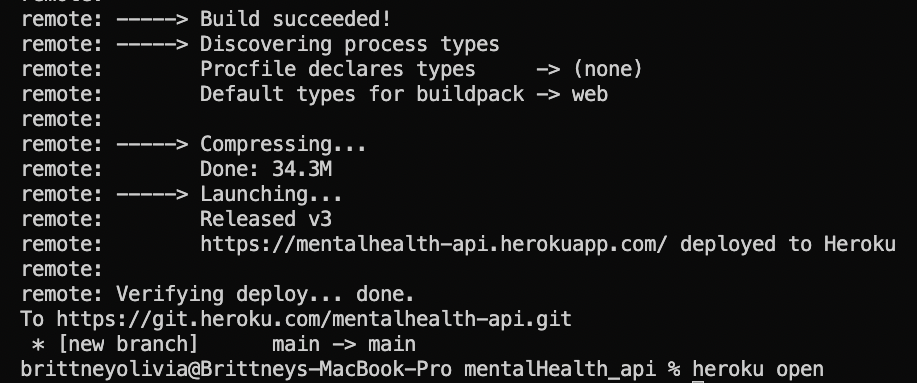 remote: -----> Build succeeded!
remote: -----> Discovering process types
remote:        Procfile declares types     -> (none)
remote:        Default types for buildpack -> web
remote:
remote: -----> Compressing...
remote:        Done: 34.3M
remote: -----> Launching...
remote:        Released v3
remote:        https://mentalhealth-api.herokuapp.com/ deployed to Heroku
remote:
remote: Verifying deploy... done.
To https://git.heroku.com/mentalhealth-api.git
 * [new branch]      main -> main
brittneyolivia@Brittneys-MacBook-Pro mentalHealth_api % heroku open